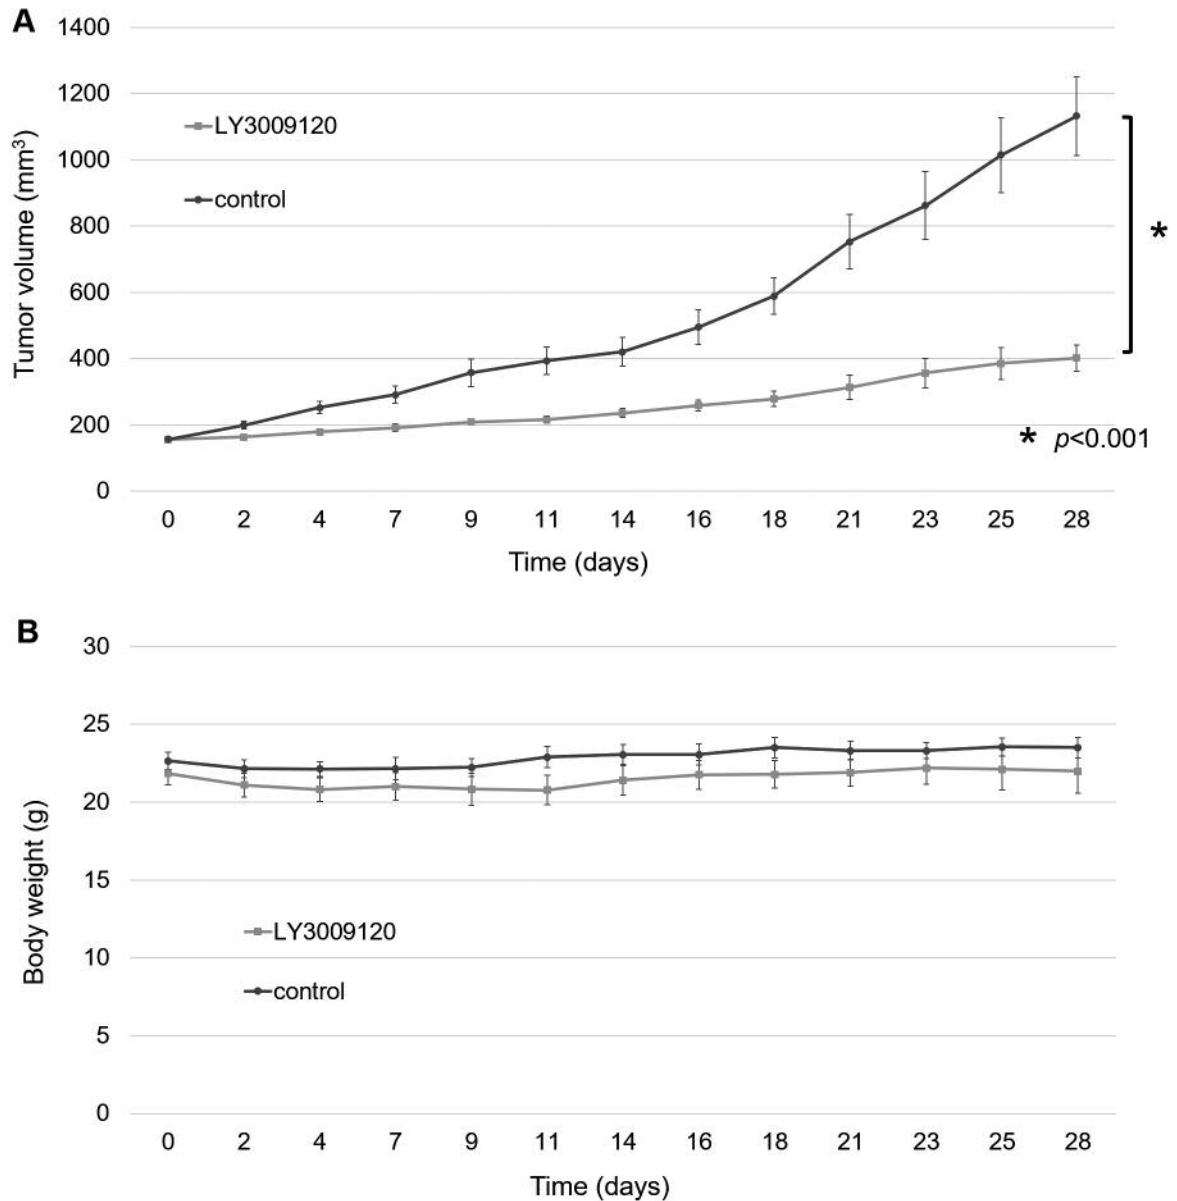 A
1400
1200
1000
800
600
400
200
0
Tumor volume (mm³)
LY3009120
control
*
* p<0.001
0 2 4 7 9 11 14 16 18 21 23 25 28
Time (days)
B
30
25
20
15
10
5
0
Body weight (g)
LY3009120
control
0 2 4 7 9 11 14 16 18 21 23 25 28
Time (days)